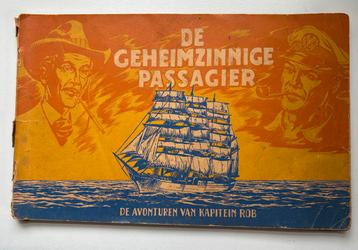 DE
GEHEIMZINNIGE
PASSAGIER
DE AVONTUREN VAN KAPITEIN ROB